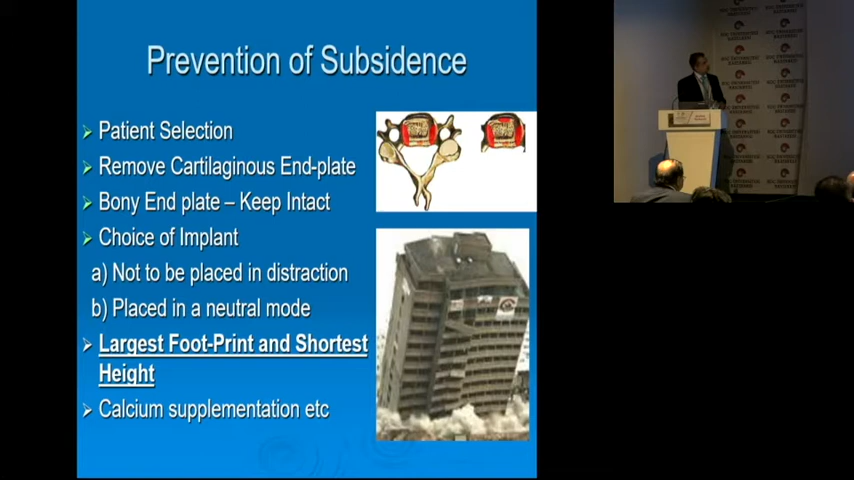 Prevention of Subsidence
Patient Selection
Remove Cartilaginous End-plate
Bony End plate – Keep Intact
Choice of Implant
a) Not to be placed in distraction
b) Placed in a neutral mode
Largest Foot-Print and Shortest
Height
Calcium supplementation etc